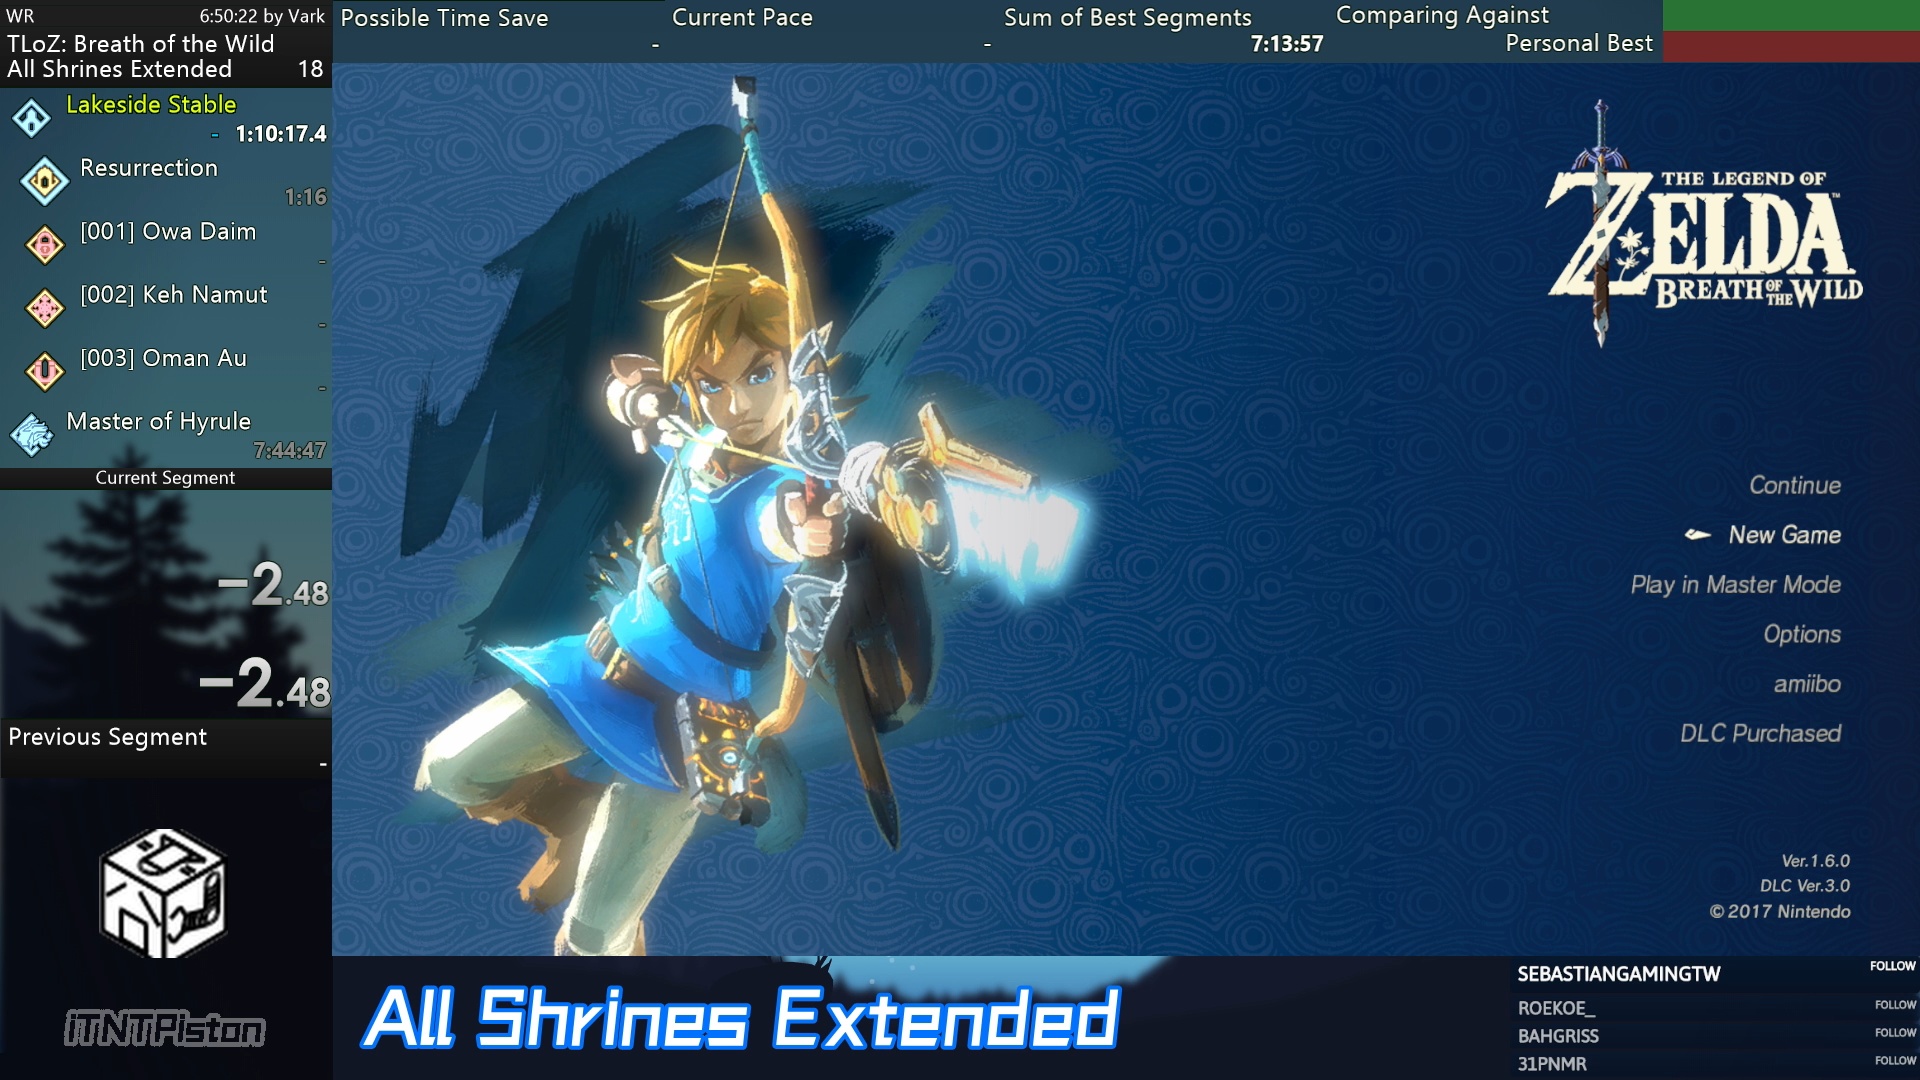 WR 6:50:22 by Vark
TLoZ: Breath of the Wild
All Shrines Extended 18
Possible Time Save
-
Current Pace
-
Sum of Best Segments
7:13:57
Comparing Against
Personal Best
Lakeside Stable
- 1:10:17.4
Resurrection
1:16
[001] Owa Daim
-
[002] Keh Namut
-
[003] Oman Au
-
Master of Hyrule
7:44:47
Current Segment
-2.48
-2.48
Previous Segment
-
iTNTPiston
THE LEGEND OF
ZELDA™
BREATH OF THE WILD
Continue
New Game
Play in Master Mode
Options
amiibo
DLC Purchased
Ver.1.6.0
DLC Ver.3.0
© 2017 Nintendo
All Shrines Extended
SEBASTIANGAMINGTW FOLLOW
ROEKOE_ FOLLOW
BAHGRISS FOLLOW
31PNMR FOLLOW